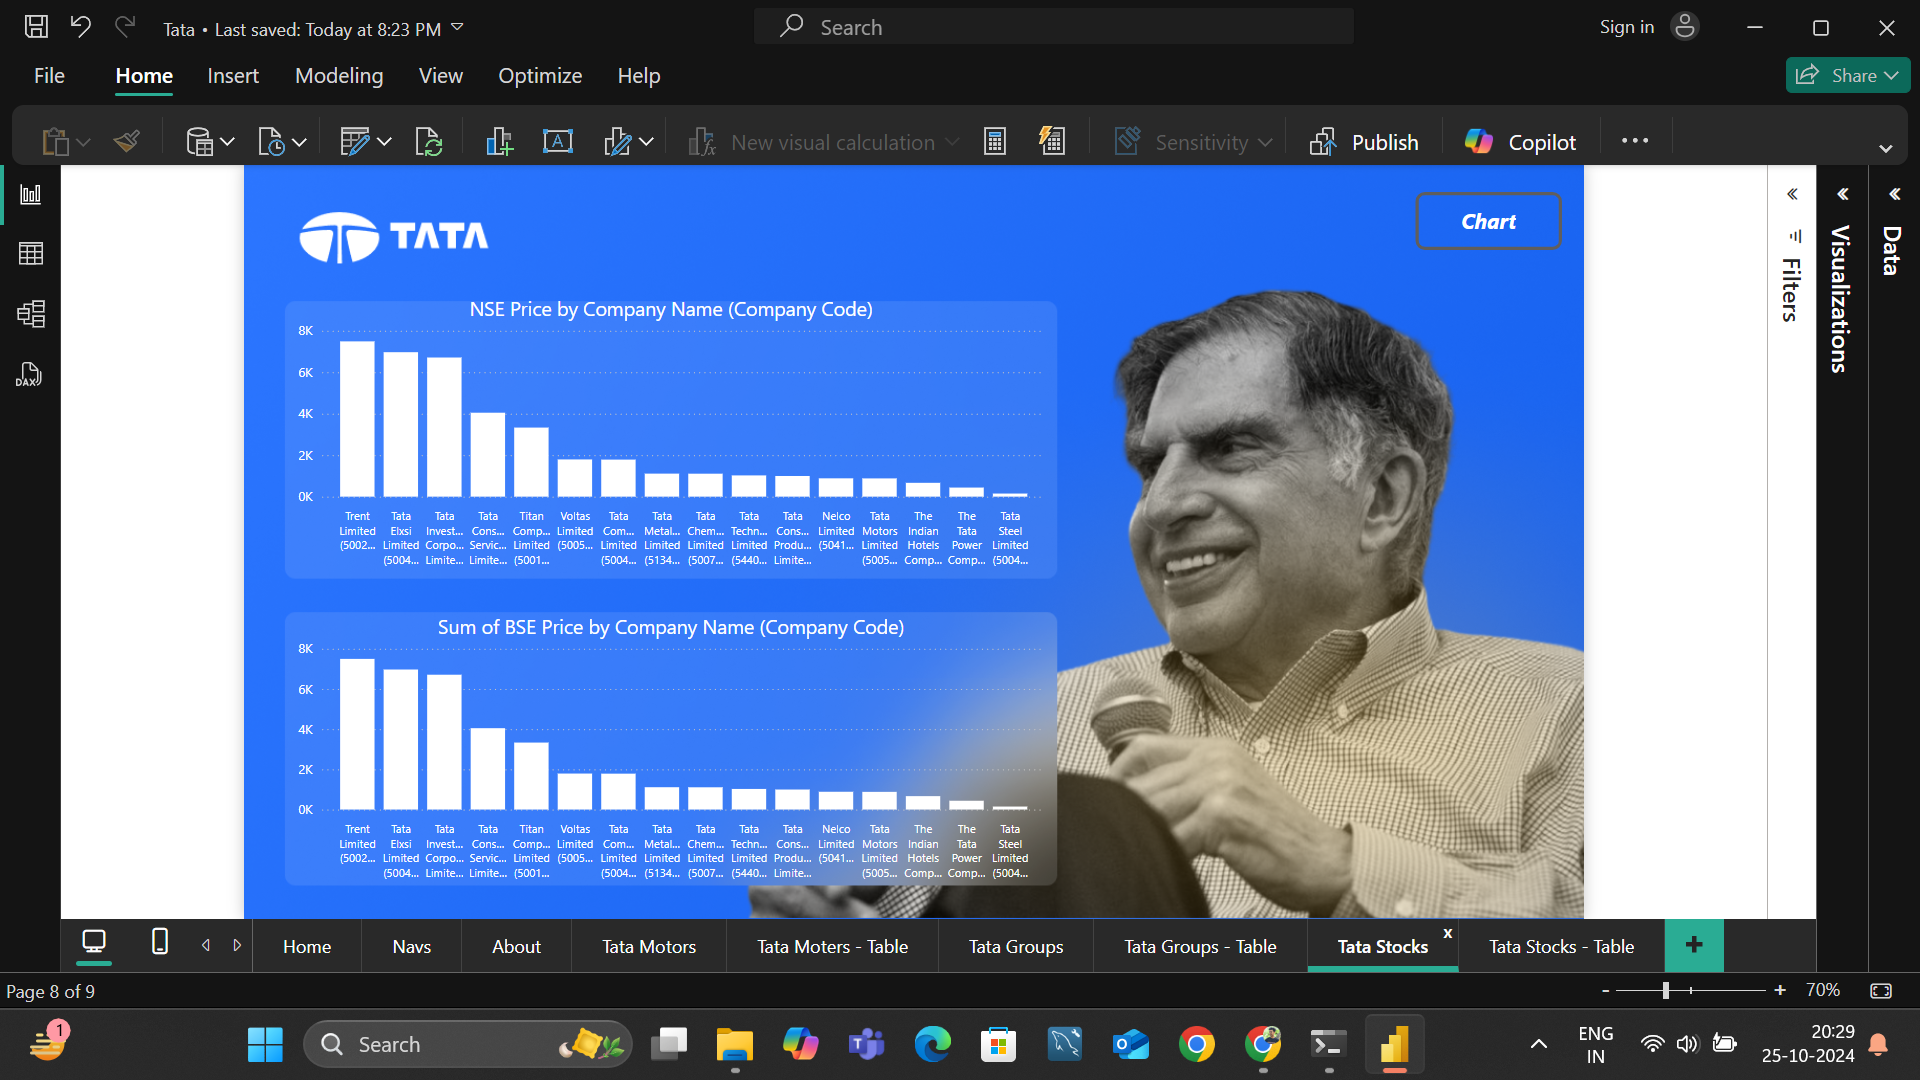 Tata • Last saved: Today at 8:23 PM
Search
Sign in
File Home Insert Modeling View Optimize Help
Share
New visual calculation
Sensitivity
Publish
Copilot
TATA
Chart
Filters
Visualizations
Data
DAX
NSE Price by Company Name (Company Code)
8K
6K
4K
2K
0K
Trent Limited (5002...
Tata Elxsi Limited (5004...
Tata Invest... Corpo... Limite...
Tata Cons... Servic... Limite...
Titan Comp... Limited (5001...
Voltas Limited (5005...
Tata Com... Limited (5004...
Tata Metal... Limited (5134...
Tata Chem... Limited (5007...
Tata Techn... Limited (5440...
Tata Cons... Produ... Limite...
Nelco Limited (5041...
Tata Motors Limited (5005...
The Indian Hotels Comp...
The Tata Power Comp...
Tata Steel Limited (5004...
Sum of BSE Price by Company Name (Company Code)
8K
6K
4K
2K
0K
Trent Limited (5002...
Tata Elxsi Limited (5004...
Tata Invest... Corpo... Limite...
Tata Cons... Servic... Limite...
Titan Comp... Limited (5001...
Voltas Limited (5005...
Tata Com... Limited (5004...
Tata Metal... Limited (5134...
Tata Chem... Limited (5007...
Tata Techn... Limited (5440...
Tata Cons... Produ... Limite...
Nelco Limited (5041...
Tata Motors Limited (5005...
The Indian Hotels Comp...
The Tata Power Comp...
Tata Steel Limited (5004...
Home Navs About Tata Motors Tata Moters - Table Tata Groups Tata Groups - Table Tata Stocks x Tata Stocks - Table +
Page 8 of 9
- + 70%
1
Search
ENG
IN
20:29
25-10-2024